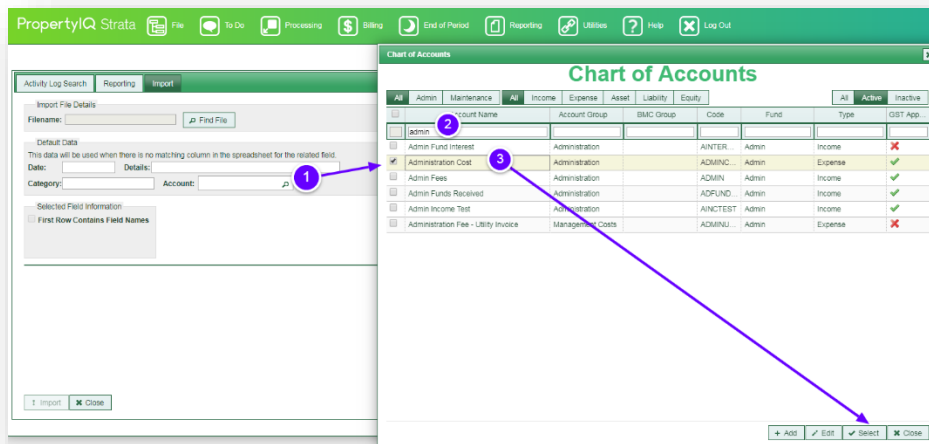 PropertyIQ Strata File To Do Processing Billing End of Period Reporting Utilities Help Log Out
Activity Log Search Reporting Import
Import File Details
Filename: Find File
Default Data
This data will be used when there is no matching column in the spreadsheet for the related field.
Date: Details:
Category: Account:
1
Selected Field Information
First Row Contains Field Names
Import Close
Chart of Accounts
Chart of Accounts
All Admin Maintenance All Income Expense Asset Liability Equity All Active Inactive
Account Name Account Group BMC Group Code Fund Type GST App...
admin
2
Admin Fund Interest Administration AINTER... Admin Income
Administration Cost Administration ADMINC... Admin Expense
3
Admin Fees Administration ADMIN Admin Income
Admin Funds Received Administration ADFUND... Admin Income
Admin Income Test Administration AINCTEST Admin Income
Administration Fee - Utility Invoice Management Costs ADMINU... Admin Expense
Add Edit Select Close